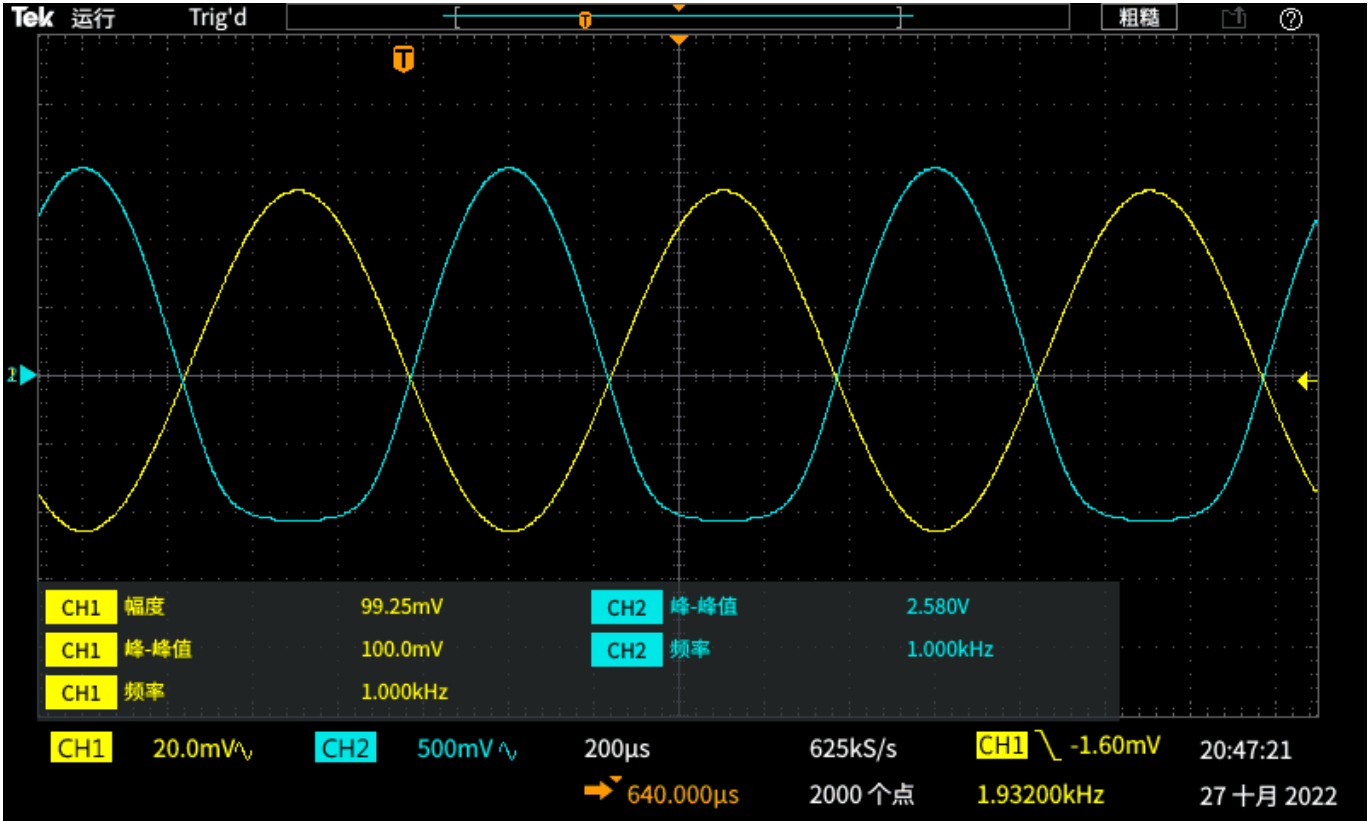 Tek 运行 Trig'd 粗糙
CH1 幅度 99.25mV CH2 峰-峰值 2.580V
CH1 峰-峰值 100.0mV CH2 频率 1.000kHz
CH1 频率 1.000kHz
CH1 20.0mV CH2 500mV 200µs 625kS/s CH1 -1.60mV 20:47:21
640.000µs 2000 个点 1.93200kHz 27 十月 2022